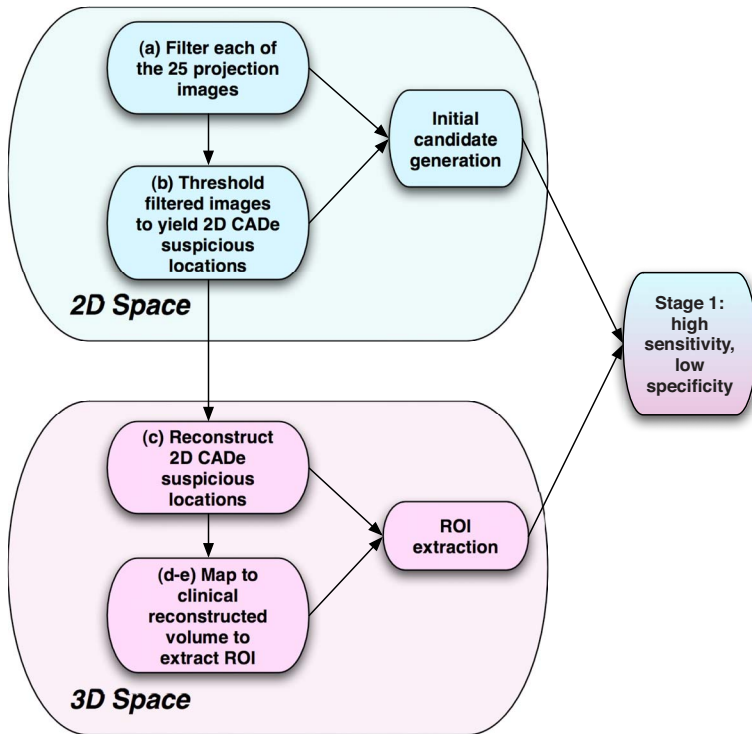 (a) Filter each of
the 25 projection
images
Initial
candidate
generation
(b) Threshold
filtered images
to yield 2D CADe
suspicious
locations
2D Space
Stage 1:
high
sensitivity,
low
specificity
(c) Reconstruct
2D CADe
suspicious
locations
ROI
extraction
(d-e) Map to
clinical
reconstructed
volume to
extract ROI
3D Space